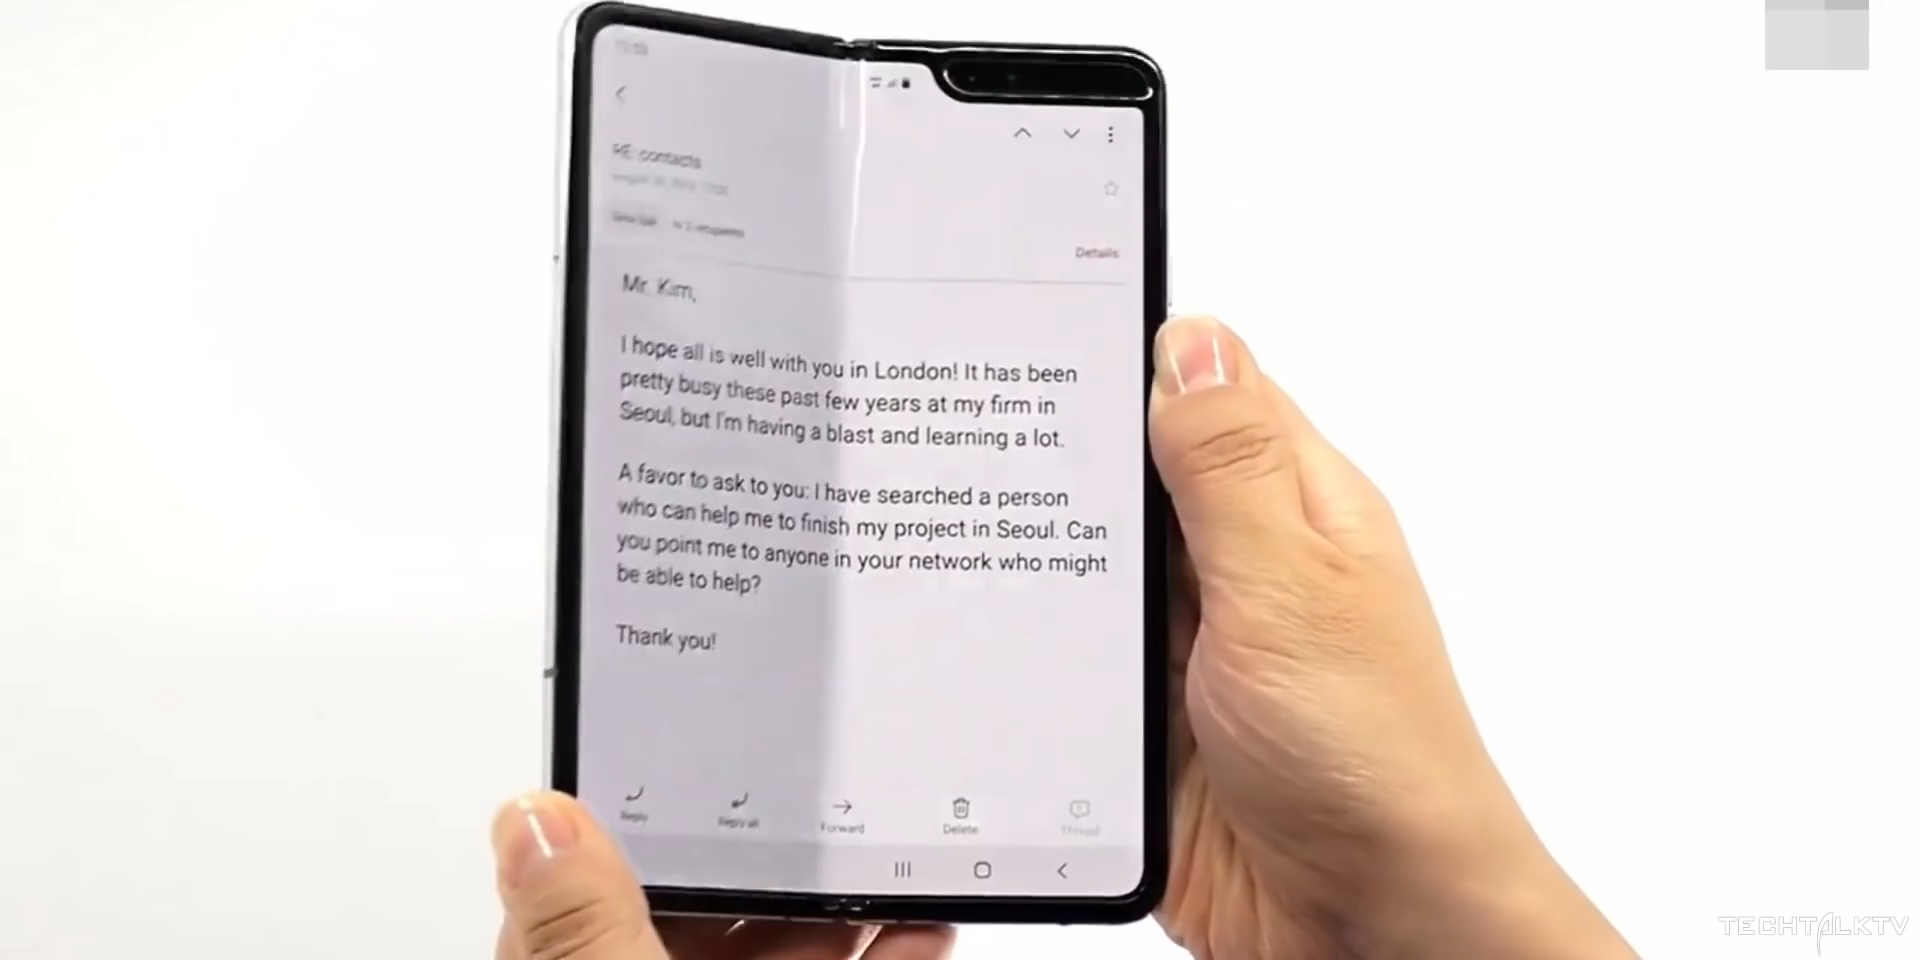 RE: contacts
Details
Mr. Kim,
I hope all is well with you in London! It has been
pretty busy these past few years at my firm in
Seoul, but I'm having a blast and learning a lot.
A favor to ask to you: I have searched a person
who can help me to finish my project in Seoul. Can
you point me to anyone in your network who might
be able to help?
Thank you!
Reply Reply all Forward Delete Thread
TECHTALKTV